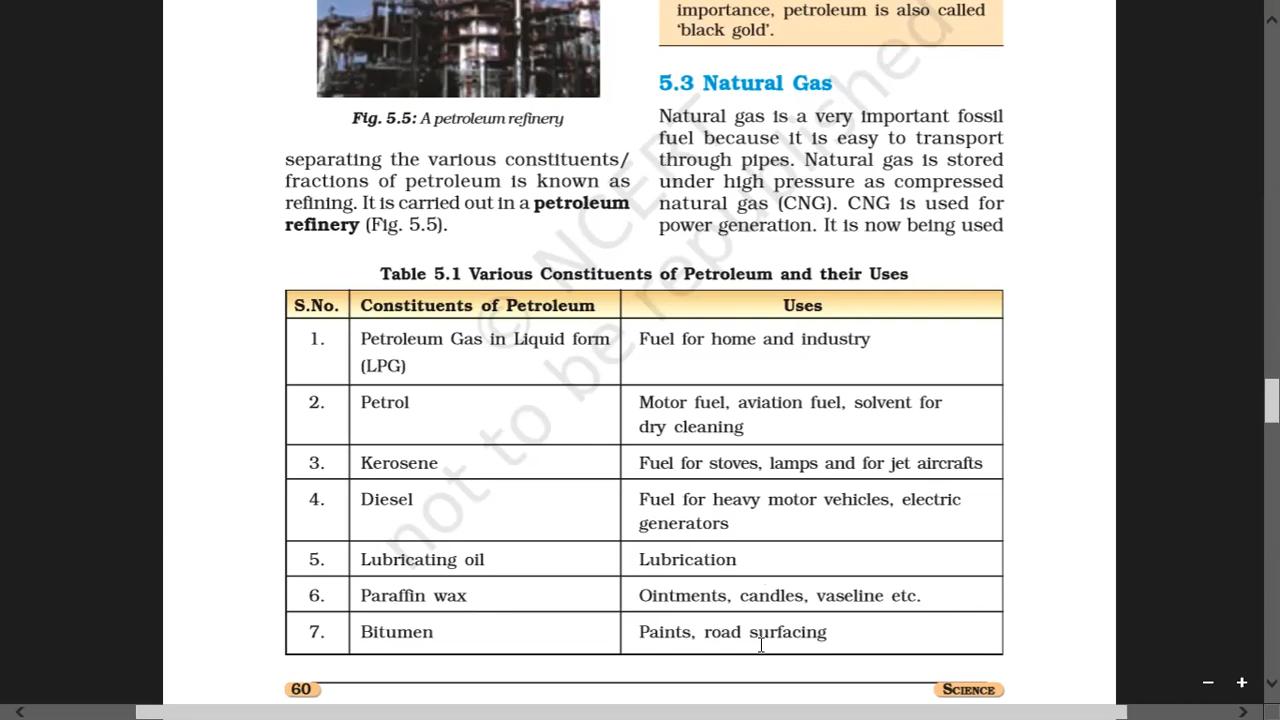 importance, petroleum is also called
‘black gold’.
Fig. 5.5: A petroleum refinery
separating the various constituents/
fractions of petroleum is known as
refining. It is carried out in a petroleum
refinery (Fig. 5.5).
5.3 Natural Gas
Natural gas is a very important fossil
fuel because it is easy to transport
through pipes. Natural gas is stored
under high pressure as compressed
natural gas (CNG). CNG is used for
power generation. It is now being used
Table 5.1 Various Constituents of Petroleum and their Uses
S.No. Constituents of Petroleum Uses
1. Petroleum Gas in Liquid form Fuel for home and industry
(LPG)
2. Petrol Motor fuel, aviation fuel, solvent for
dry cleaning
3. Kerosene Fuel for stoves, lamps and for jet aircrafts
4. Diesel Fuel for heavy motor vehicles, electric
generators
5. Lubricating oil Lubrication
6. Paraffin wax Ointments, candles, vaseline etc.
7. Bitumen Paints, road surfacing
60 SCIENCE
© NCERT
not to be republished